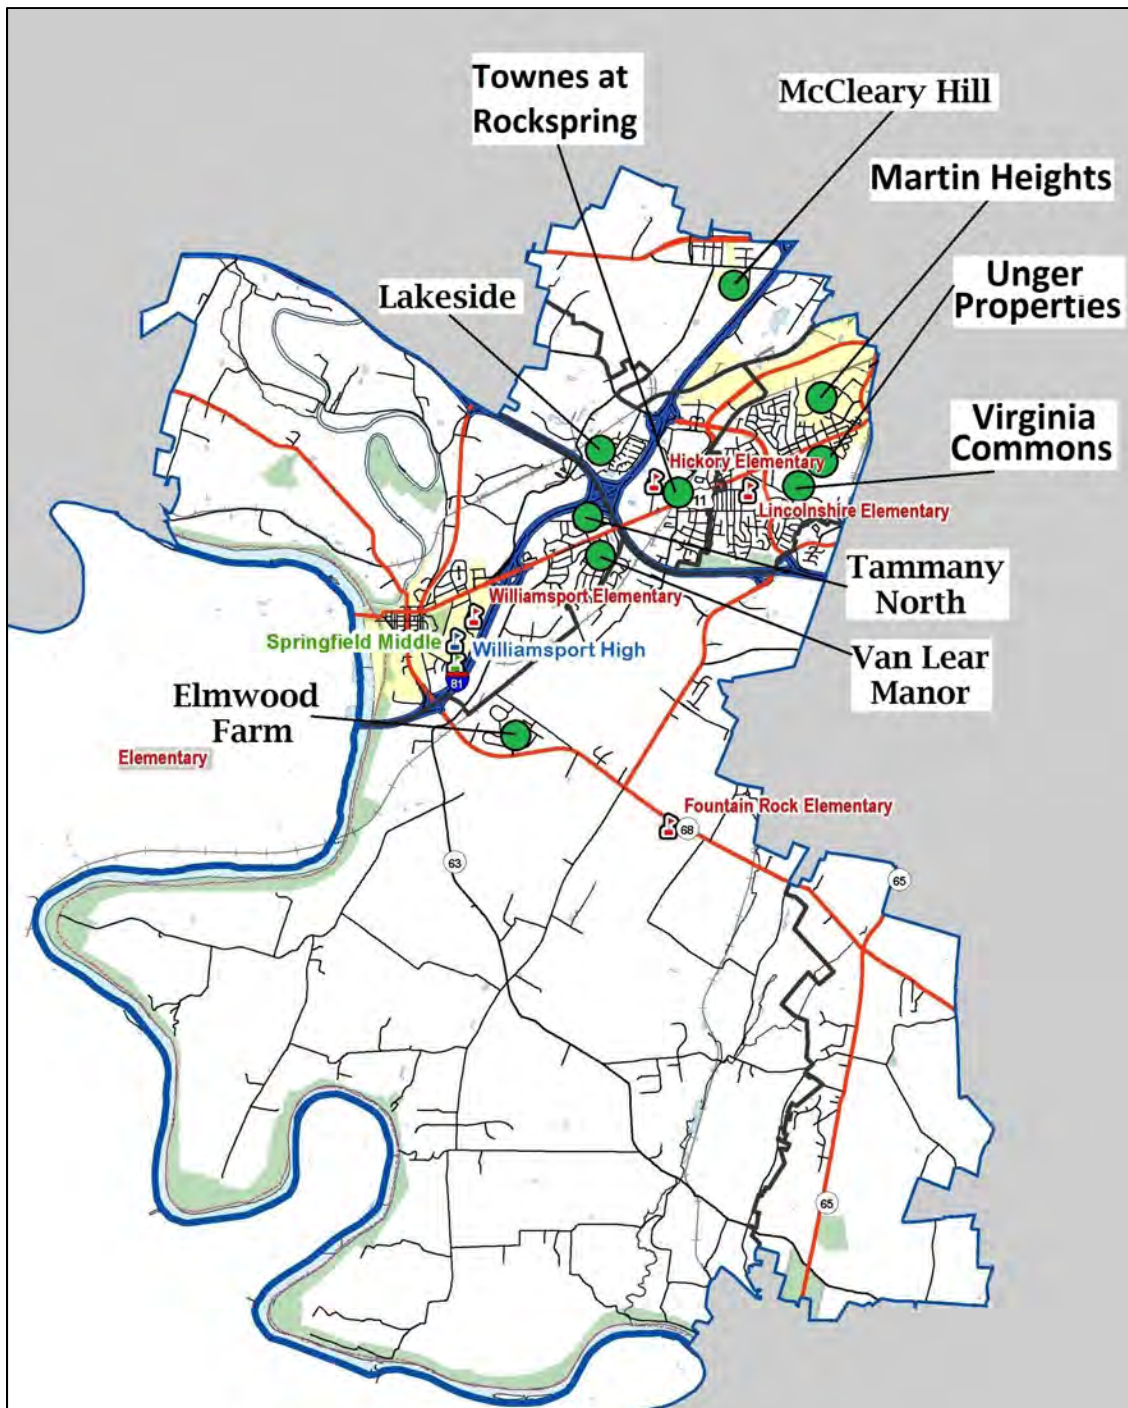 Townes at
Rockspring
McCleary Hill
Martin Heights
Unger
Properties
Lakeside
Virginia
Commons
Hickory Elementary
11
Lincolnshire Elementary
Tammany
North
Williamsport Elementary
Springfield Middle
Williamsport High
Van Lear
Manor
81
Elmwood
Farm
Elementary
Fountain Rock Elementary
68
63
65
65